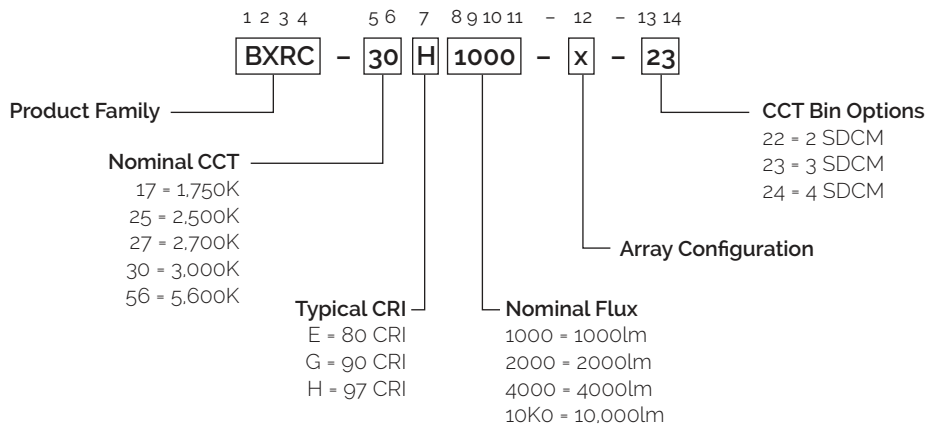 1 2 3 4 5 6 7 8 9 10 11 – 12 – 13 14
BXRC – 30 H 1000 – x – 23
Product Family
Nominal CCT
17 = 1,750K
25 = 2,500K
27 = 2,700K
30 = 3,000K
56 = 5,600K
Typical CRI
E = 80 CRI
G = 90 CRI
H = 97 CRI
Nominal Flux
1000 = 1000lm
2000 = 2000lm
4000 = 4000lm
10K0 = 10,000lm
Array Configuration
CCT Bin Options
22 = 2 SDCM
23 = 3 SDCM
24 = 4 SDCM